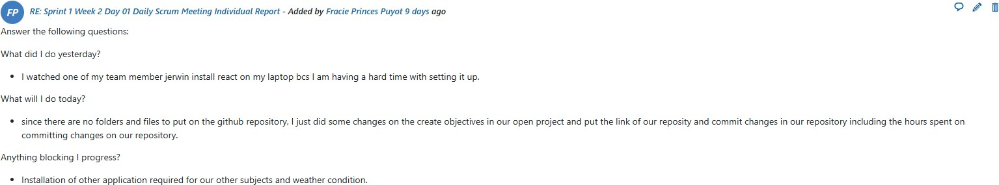 FP
RE: Sprint 1 Week 2 Day 01 Daily Scrum Meeting Individual Report - Added by Fracie Princes Puyot 9 days ago
Answer the following questions:
What did I do yesterday?
• I watched one of my team member jerwin install react on my laptop bcs I am having a hard time with setting it up.
What will I do today?
• since there are no folders and files to put on the github repository, I just did some changes on the create objectives in our open project and put the link of our reposity and commit changes in our repository including the hours spent on
committing changes on our repository.
Anything blocking I progress?
• Installation of other application required for our other subjects and weather condition.